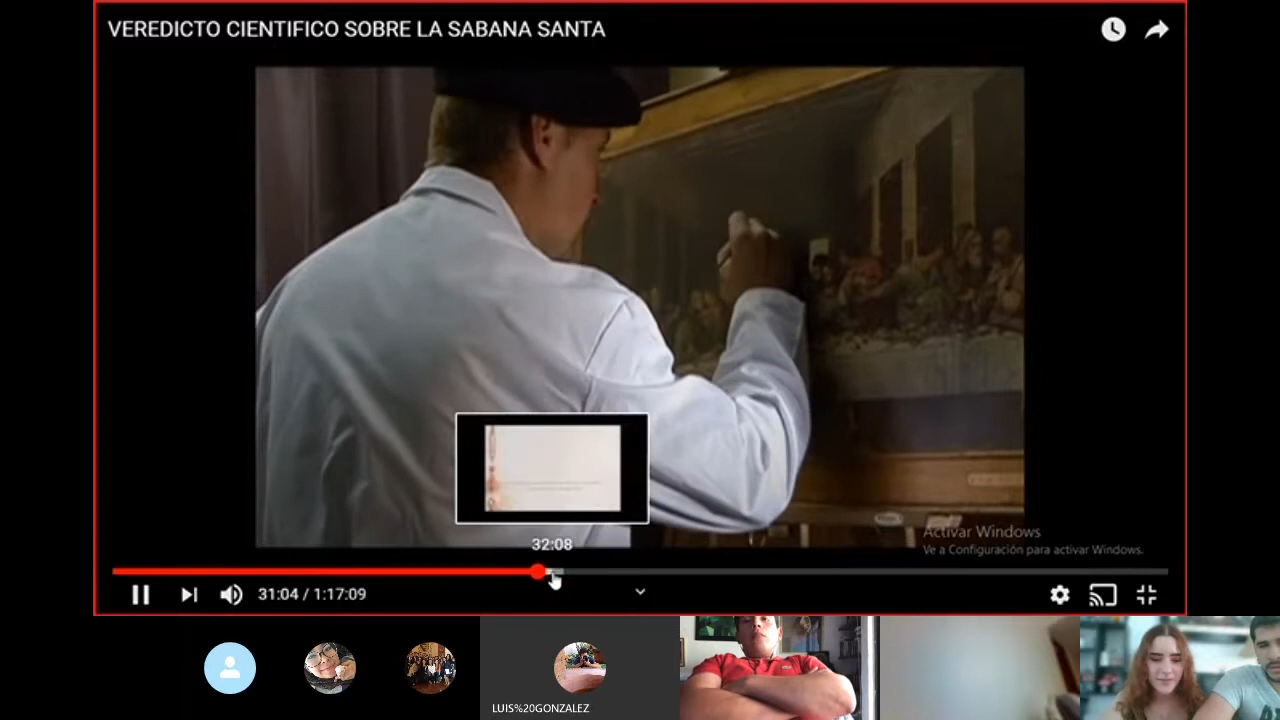 VEREDICTO CIENTIFICO SOBRE LA SABANA SANTA
Activar Windows
Ve a Configuración para activar Windows.
32:08
31:04 / 1:17:09
LUIS%20GONZALEZ